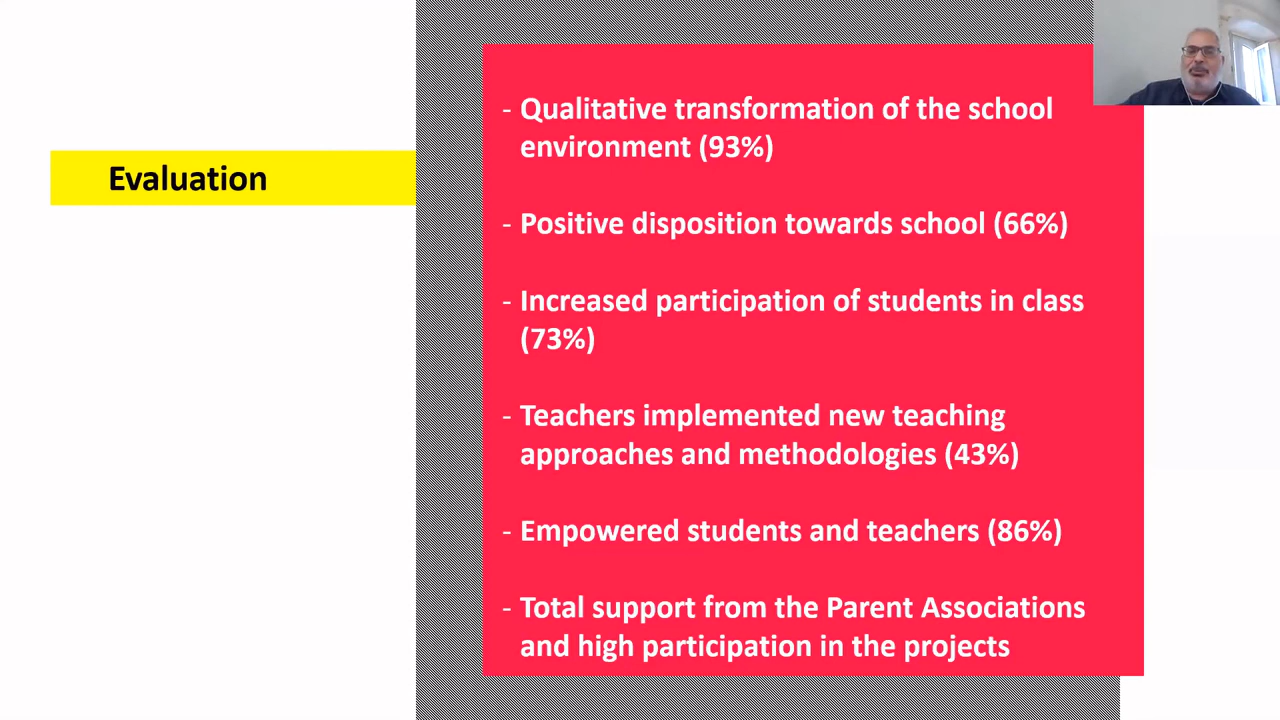 Evaluation
- Qualitative transformation of the school
environment (93%)
- Positive disposition towards school (66%)
- Increased participation of students in class
(73%)
- Teachers implemented new teaching
approaches and methodologies (43%)
- Empowered students and teachers (86%)
- Total support from the Parent Associations
and high participation in the projects